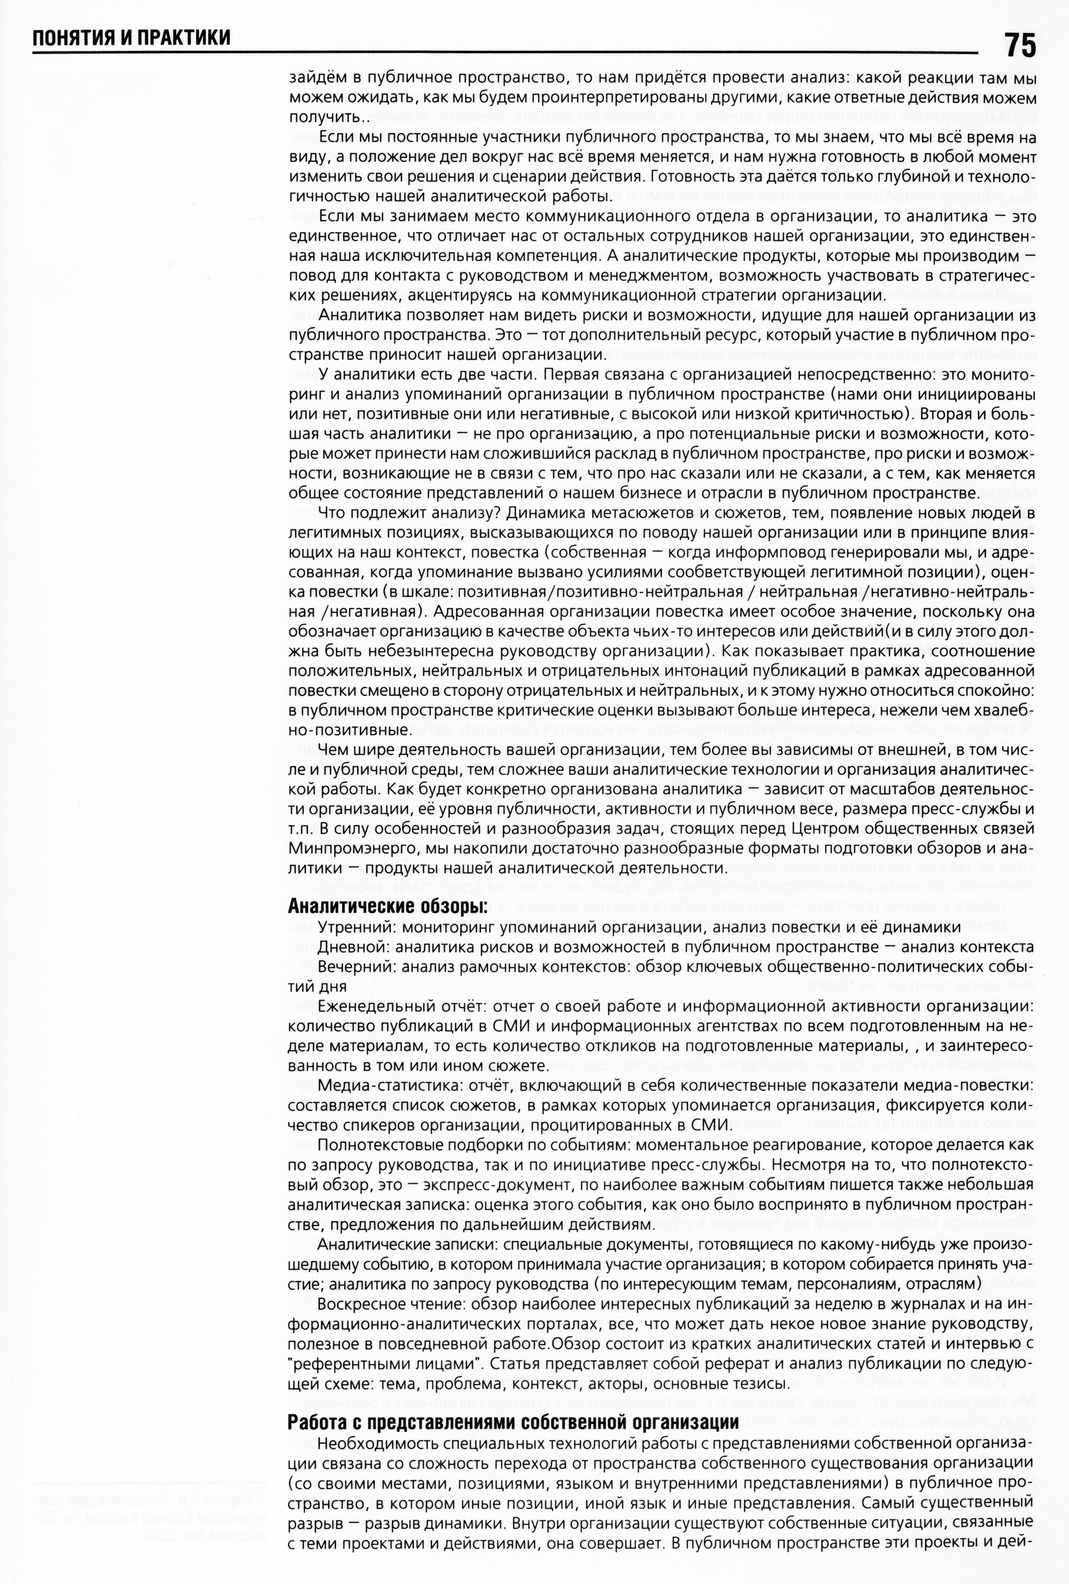 ПОНЯТИЯ И ПРАКТИКИ
75
зайдём в публичное пространство, то нам придётся провести анализ: какой реакции там мы
можем ожидать, как мы будем проинтерпретированы другими, какие ответные действия можем
получить..
Если мы постоянные участники публичного пространства, то мы знаем, что мы всё время на
виду, а положение дел вокруг нас всё время меняется, и нам нужна готовность в любой момент
изменить свои решения и сценарии действия. Готовность эта даётся только глубиной и техноло-
гичностью нашей аналитической работы.
Если мы занимаем место коммуникационного отдела в организации, то аналитика — это
единственное, что отличает нас от остальных сотрудников нашей организации, это единствен-
ная наша исключительная компетенция. А аналитические продукты, которые мы производим —
повод для контакта с руководством и менеджментом, возможность участвовать в стратегичес-
ких решениях, акцентируясь на коммуникационной стратегии организации.
Аналитика позволяет нам видеть риски и возможности, идущие для нашей организации из
публичного пространства. Это — тот дополнительный ресурс, который участие в публичном про-
странстве приносит нашей организации.
У аналитики есть две части. Первая связана с организацией непосредственно: это монито-
ринг и анализ упоминаний организации в публичном пространстве (нами они инициированы
или нет, позитивные они или негативные, с высокой или низкой критичностью). Вторая и боль-
шая часть аналитики — не про организацию, а про потенциальные риски и возможности, кото-
рые может принести нам сложившийся расклад в публичном пространстве, про риски и возмож-
ности, возникающие не в связи с тем, что про нас сказали или не сказали, а с тем, как меняется
общее состояние представлений о нашем бизнесе и отрасли в публичном пространстве.
Что подлежит анализу? Динамика метасюжетов и сюжетов, тем, появление новых людей в
легитимных позициях, высказывающихся по поводу нашей организации или в принципе влия-
ющих на наш контекст, повестка (собственная — когда информповод генерировали мы, и адре-
сованная, когда упоминание вызвано усилиями сообветствующей легитимной позиции), оцен-
ка повестки (в шкале: позитивная/позитивно-нейтральная / нейтральная /негативно-нейтраль-
ная /негативная). Адресованная организации повестка имеет особое значение, поскольку она
обозначает организацию в качестве объекта чьих-то интересов или действий(и в силу этого дол-
жна быть небезынтересна руководству организации). Как показывает практика, соотношение
положительных, нейтральных и отрицательных интонаций публикаций в рамках адресованной
повестки смещено в сторону отрицательных и нейтральных, и к этому нужно относиться спокойно:
в публичном пространстве критические оценки вызывают больше интереса, нежели чем хвалеб-
но-позитивные.
Чем шире деятельность вашей организации, тем более вы зависимы от внешней, в том чис-
ле и публичной среды, тем сложнее ваши аналитические технологии и организация аналитичес-
кой работы. Как будет конкретно организована аналитика — зависит от масштабов деятельнос-
ти организации, её уровня публичности, активности и публичном весе, размера пресс-службы и
т.п. В силу особенностей и разнообразия задач, стоящих перед Центром общественных связей
Минпромэнерго, мы накопили достаточно разнообразные форматы подготовки обзоров и ана-
литики — продукты нашей аналитической деятельности.
Аналитические обзоры:
Утренний: мониторинг упоминаний организации, анализ повестки и её динамики
Дневной: аналитика рисков и возможностей в публичном пространстве — анализ контекста
Вечерний: анализ рамочных контекстов: обзор ключевых общественно-политических собы-
тий дня
Еженедельный отчёт: отчет о своей работе и информационной активности организации:
количество публикаций в СМИ и информационных агентствах по всем подготовленным на не-
деле материалам, то есть количество откликов на подготовленные материалы, , и заинтересо-
ванность в том или ином сюжете.
Медиа-статистика: отчёт, включающий в себя количественные показатели медиа-повестки:
составляется список сюжетов, в рамках которых упоминается организация, фиксируется коли-
чество спикеров организации, процитированных в СМИ.
Полнотекстовые подборки по событиям: моментальное реагирование, которое делается как
по запросу руководства, так и по инициативе пресс-службы. Несмотря на то, что полнотексто-
вый обзор, это — экспресс-документ, по наиболее важным событиям пишется также небольшая
аналитическая записка: оценка этого события, как оно было воспринято в публичном простран-
стве, предложения по дальнейшим действиям.
Аналитические записки: специальные документы, готовящиеся по какому-нибудь уже произо-
шедшему событию, в котором принимала участие организация; в котором собирается принять уча-
стие; аналитика по запросу руководства (по интересующим темам, персоналиям, отраслям)
Воскресное чтение: обзор наиболее интересных публикаций за неделю в журналах и на ин-
формационно-аналитических порталах, все, что может дать некое новое знание руководству,
полезное в повседневной работе.Обзор состоит из кратких аналитических статей и интервью с
"референтными лицами". Статья представляет собой реферат и анализ публикации по следую-
щей схеме: тема, проблема, контекст, акторы, основные тезисы.
Работа с представлениями собственной организации
Необходимость специальных технологий работы с представлениями собственной организа-
ции связана со сложность перехода от пространства собственного существования организации
(со своими местами, позициями, языком и внутренними представлениями) в публичное про-
странство, в котором иные позиции, иной язык и иные представления. Самый существенный
разрыв — разрыв динамики. Внутри организации существуют собственные ситуации, связанные
с теми проектами и действиями, она совершает. В публичном пространстве эти проекты и дей-